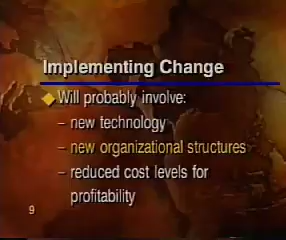 Implementing Change
Will probably involve:
– new technology
– new organizational structures
– reduced cost levels for
profitability
9